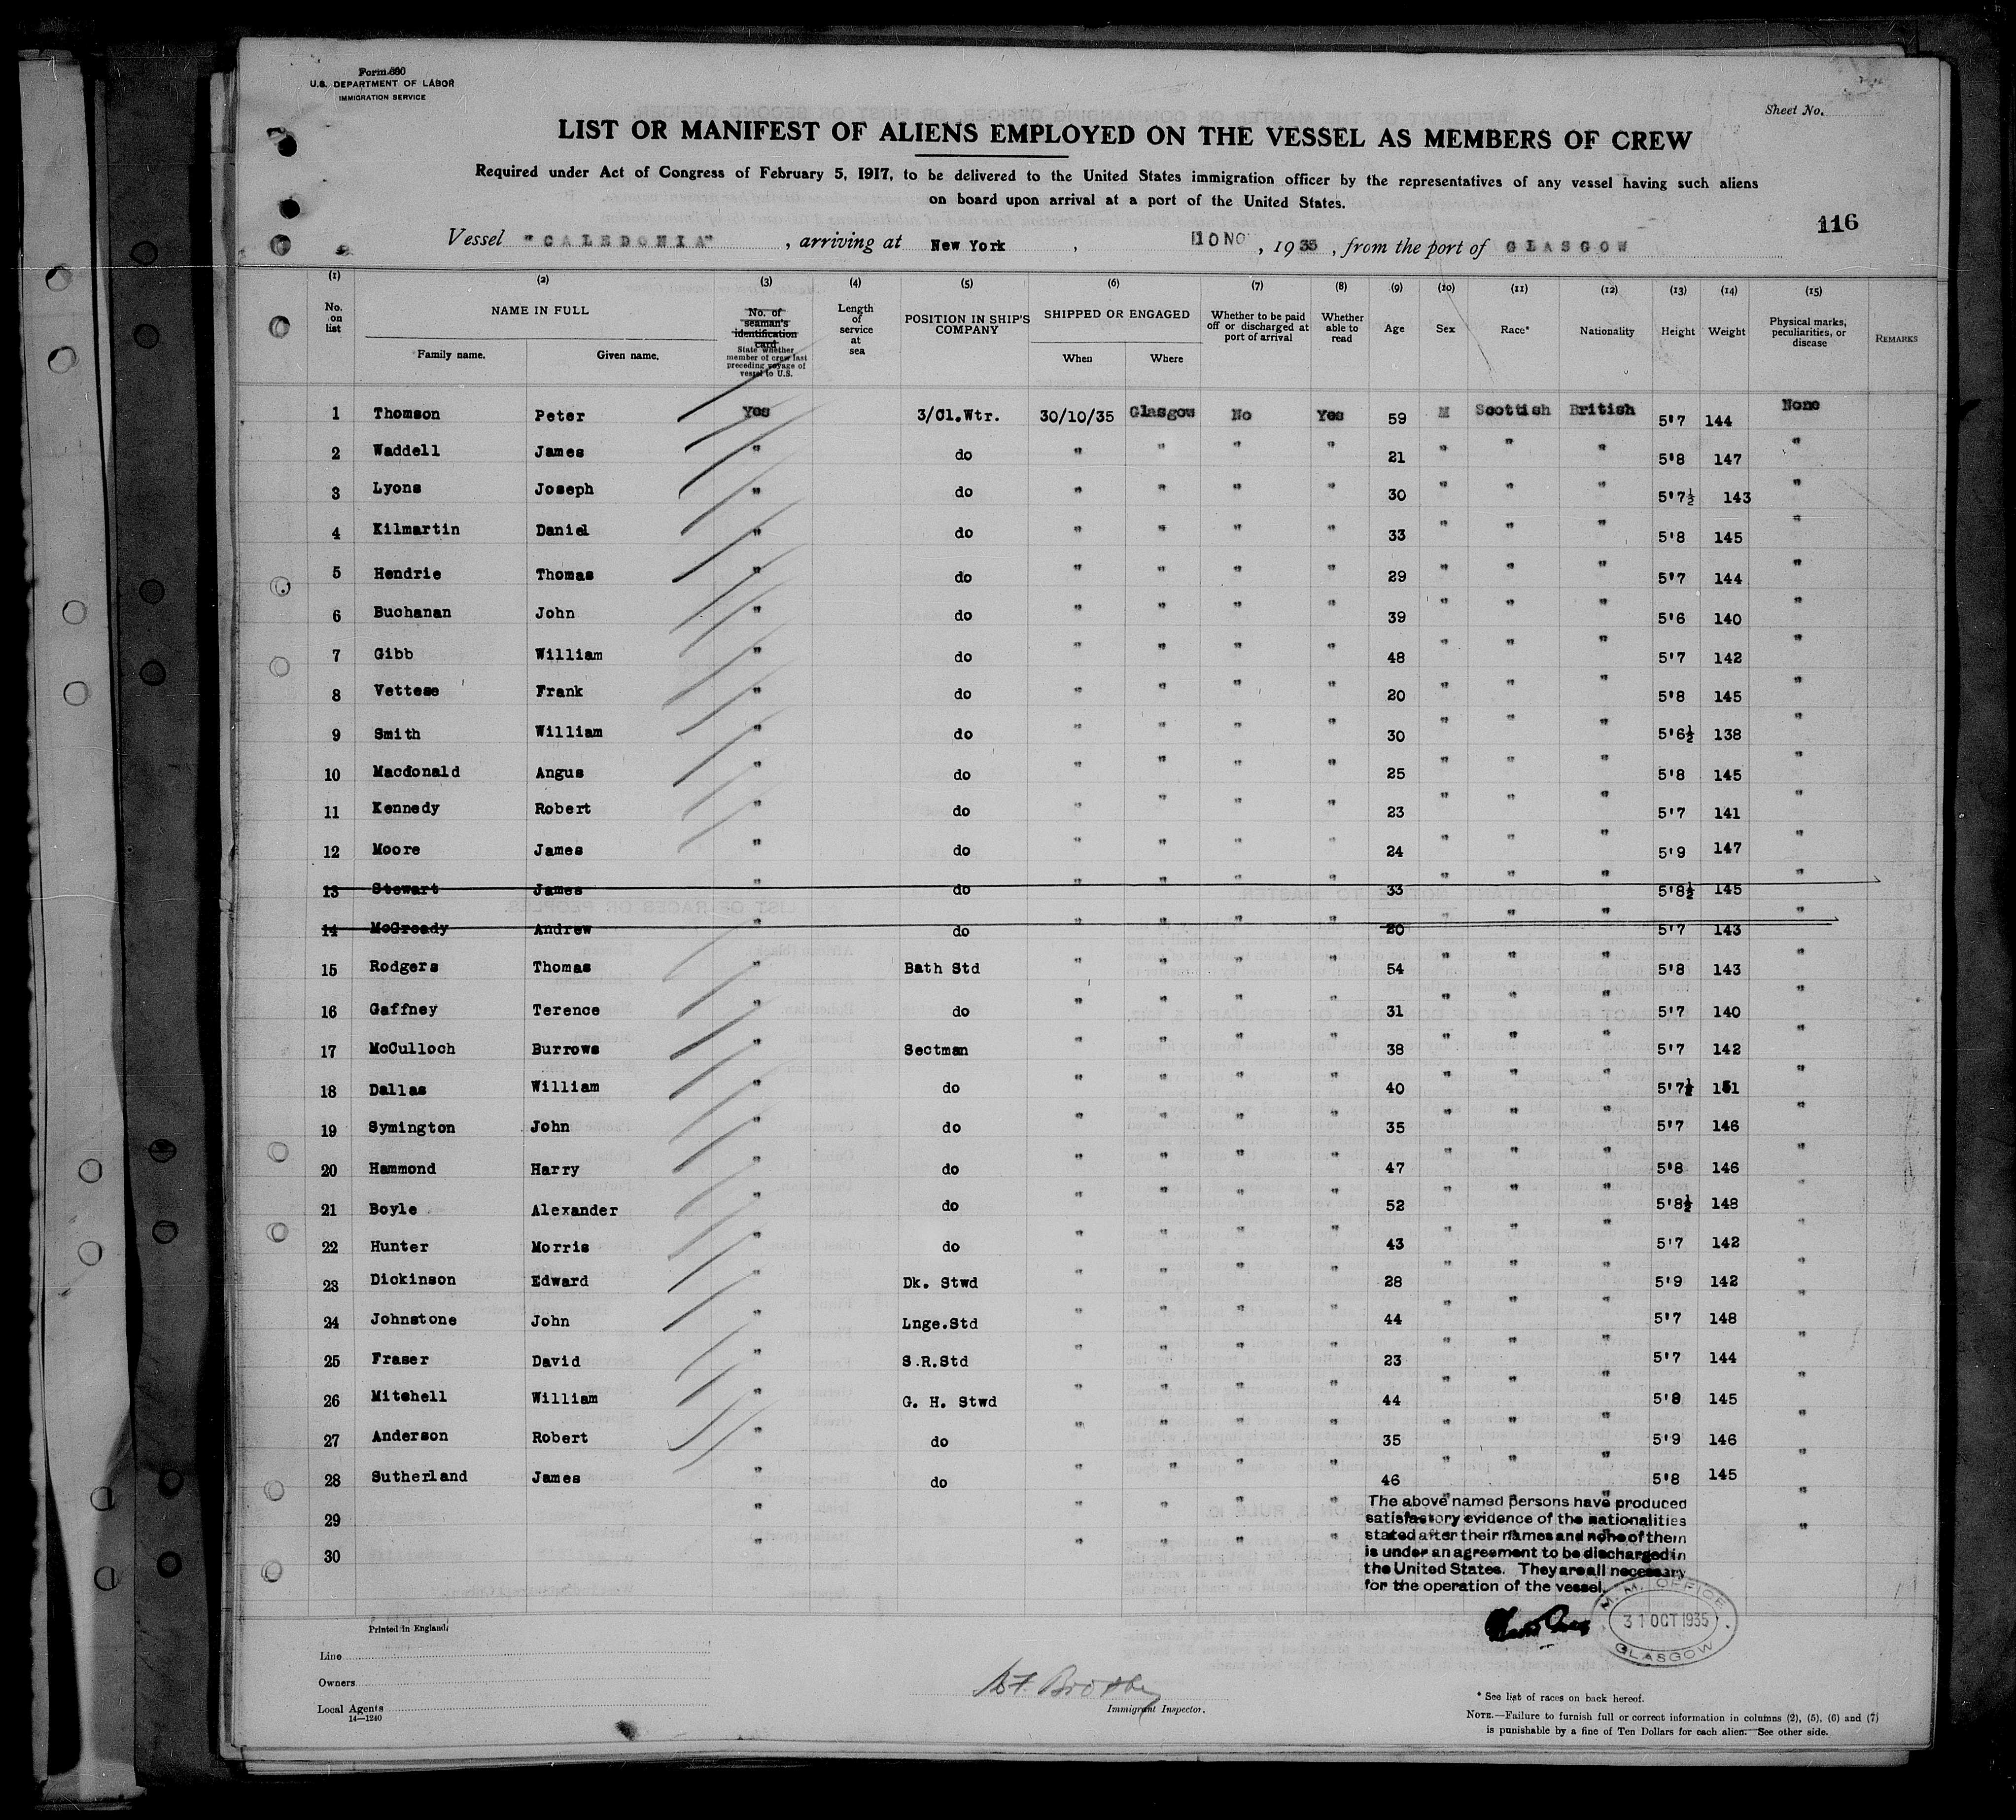 Form 680
U.S. DEPARTMENT OF LABOR
IMMIGRATION SERVICE
Sheet No.
LIST OR MANIFEST OF ALIENS EMPLOYED ON THE VESSEL AS MEMBERS OF CREW
Required under Act of Congress of February 5, 1917, to be delivered to the United States immigration officer by the representatives of any vessel having such aliens
on board upon arrival at a port of the United States.
116
Vessel "CALEDONIA" , arriving at New York , 10 NO , 1935 , from the port of GLASGOW
(1) (2) (3) (4) (5) (6) (7) (8) (9) (10) (11) (12) (13) (14) (15)
No. on list NAME IN FULL Family name. Given name. No. of seaman's identification card State whether member of crew last preceding voyage of vessel to U.S. Length of service at sea POSITION IN SHIP'S COMPANY SHIPPED OR ENGAGED When Where Whether to be paid off or discharged at port of arrival Whether able to read Age Sex Race* Nationality Height Weight Physical marks, peculiarities, or disease REMARKS
1 Thomson Peter Yes 3/Cl.Wtr. 30/10/35 Glasgow No Yes 59 M Scottish British 5'7 144 None
2 Waddell James " do " " " " 21 " " " 5'8 147 "
3 Lyons Joseph " do " " " " 30 " " " 5'7½ 143 "
4 Kilmartin Daniel " do " " " " 33 " " " 5'8 145 "
5 Hendrie Thomas " do " " " " 29 " " " 5'7 144 "
6 Buchanan John " do " " " " 39 " " " 5'6 140 "
7 Gibb William " do " " " " 48 " " " 5'7 142 "
8 Vettese Frank " do " " " " 20 " " " 5'8 145 "
9 Smith William " do " " " " 30 " " " 5'6½ 138 "
10 Macdonald Angus " do " " " " 25 " " " 5'8 145 "
11 Kennedy Robert " do " " " " 23 " " " 5'7 141 "
12 Moore James " do " " " " 24 " " " 5'9 147 "
13 Stewart James " do " " " " 33 " " " 5'8½ 145 "
14 McGready Andrew " do " " " " 20 " " " 5'7 143 "
15 Rodgers Thomas " Bath Std " " " " 54 " " " 5'8 143 "
16 Gaffney Terence " do " " " " 31 " " " 5'7 140 "
17 McCulloch Burrows " Sectman " " " " 38 " " " 5'7 142 "
18 Dallas William " do " " " " 40 " " " 5'7½ 151 "
19 Symington John " do " " " " 35 " " " 5'7 146 "
20 Hammond Harry " do " " " " 47 " " " 5'8 146 "
21 Boyle Alexander " do " " " " 52 " " " 5'8½ 148 "
22 Hunter Morris " do " " " " 43 " " " 5'7 142 "
23 Dickinson Edward " Dk. Stwd " " " " 28 " " " 5'9 142 "
24 Johnstone John " Lnge.Std " " " " 44 " " " 5'7 148 "
25 Fraser David " S.R.Std " " " " 23 " " " 5'7 144 "
26 Mitchell William " G. H. Stwd " " " " 44 " " " 5'8 145 "
27 Anderson Robert " do " " " " 35 " " " 5'9 146 "
28 Sutherland James " do " " " " 46 " " " 5'8 145 "
29 " " " " " "
30 " " " " " "
The above named persons have produced
satisfactory evidence of the nationalities
stated after their names and none of them
is under an agreement to be discharged in
the United States. They are all necessary
for the operation of the vessel.
M. M. OFFICE
31 OCT 1935
GLASGOW
Printed in England.
Line
Owners
Local Agents
14—1240
Immigrant Inspector.
* See list of races on back hereof.
NOTE.—Failure to furnish full or correct information in columns (2), (5), (6) and (7)
is punishable by a fine of Ten Dollars for each alien. See other side.